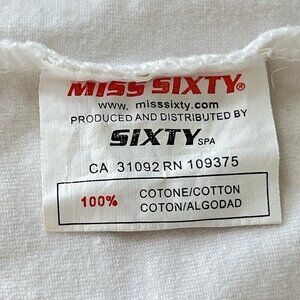 MISS SIXTY®
www. misssixty.com
PRODUCED AND DISTRIBUTED BY
SIXTY SPA
CA 31092 RN 109375
100% COTONE/COTTON
COTON/ALGODAD